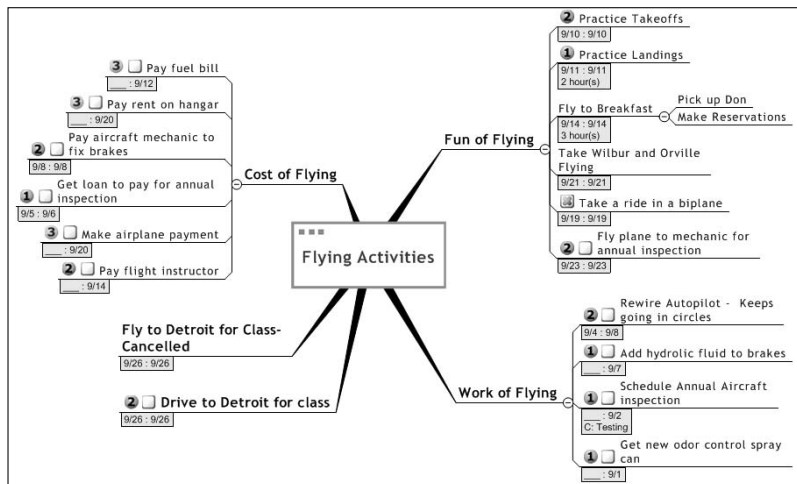 3 Pay fuel bill
___ : 9/12
3 Pay rent on hangar
___ : 9/20
Pay aircraft mechanic to
2 fix brakes
9/8 : 9/8
Get loan to pay for annual
1 inspection
9/5 : 9/6
3 Make airplane payment
___ : 9/20
2 Pay flight instructor
___ : 9/14
Cost of Flying
Fly to Detroit for Class-
Cancelled
9/26 : 9/26
2 Drive to Detroit for class
9/26 : 9/26
Flying Activities
Fun of Flying
2 Practice Takeoffs
9/10 : 9/10
1 Practice Landings
9/11 : 9/11
2 hour(s)
Fly to Breakfast
9/14 : 9/14
3 hour(s)
Pick up Don
Make Reservations
Take Wilbur and Orville
Flying
9/21 : 9/21
Take a ride in a biplane
9/19 : 9/19
Fly plane to mechanic for
2 annual inspection
9/23 : 9/23
Work of Flying
Rewire Autopilot - Keeps
2 going in circles
9/4 : 9/8
1 Add hydrolic fluid to brakes
___ : 9/7
Schedule Annual Aircraft
1 inspection
___ : 9/2
C: Testing
Get new odor control spray
1 can
___ : 9/1